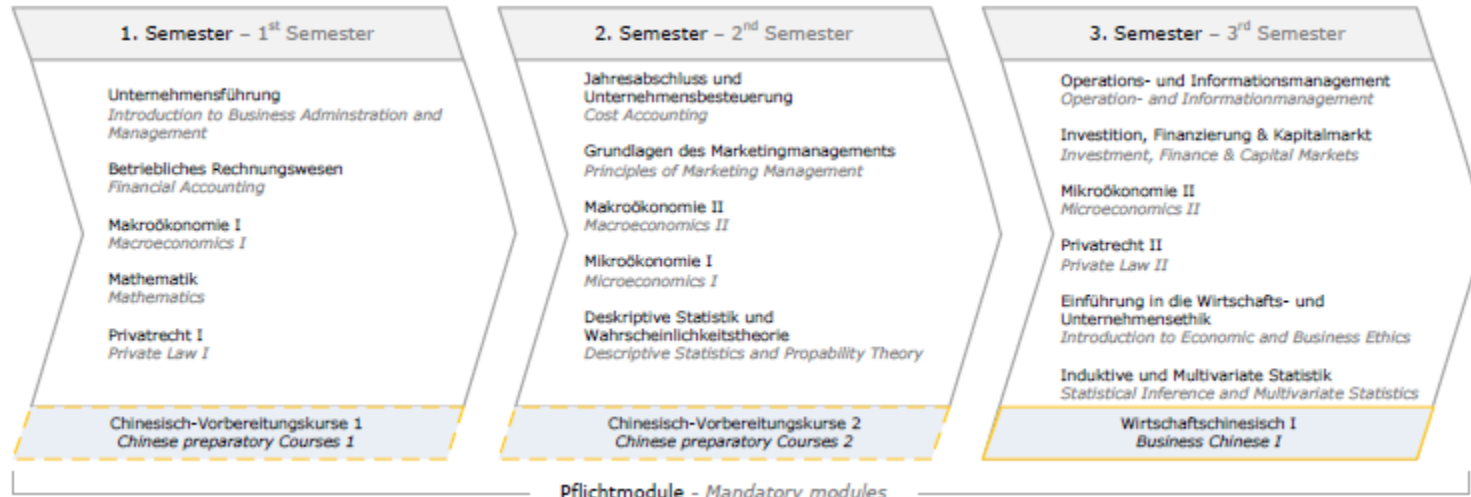 1. Semester – 1st Semester
Unternehmensführung
Introduction to Business Adminstration and
Management
Betriebliches Rechnungswesen
Financial Accounting
Makroökonomie I
Macroeconomics I
Mathematik
Mathematics
Privatrecht I
Private Law I
Chinesisch-Vorbereitungskurse 1
Chinese preparatory Courses 1
2. Semester – 2nd Semester
Jahresabschluss und
Unternehmensbesteuerung
Cost Accounting
Grundlagen des Marketingmanagements
Principles of Marketing Management
Makroökonomie II
Macroeconomics II
Mikroökonomie I
Microeconomics I
Deskriptive Statistik und
Wahrscheinlichkeitstheorie
Descriptive Statistics and Propability Theory
Chinesisch-Vorbereitungskurse 2
Chinese preparatory Courses 2
3. Semester – 3rd Semester
Operations- und Informationsmanagement
Operation- and Informationmanagement
Investition, Finanzierung & Kapitalmarkt
Investment, Finance & Capital Markets
Mikroökonomie II
Microeconomics II
Privatrecht II
Private Law II
Einführung in die Wirtschafts- und
Unternehmensethik
Introduction to Economic and Business Ethics
Induktive und Multivariate Statistik
Statistical Inference and Multivariate Statistics
Wirtschaftschinesisch I
Business Chinese I
Pflichtmodule - Mandatory modules